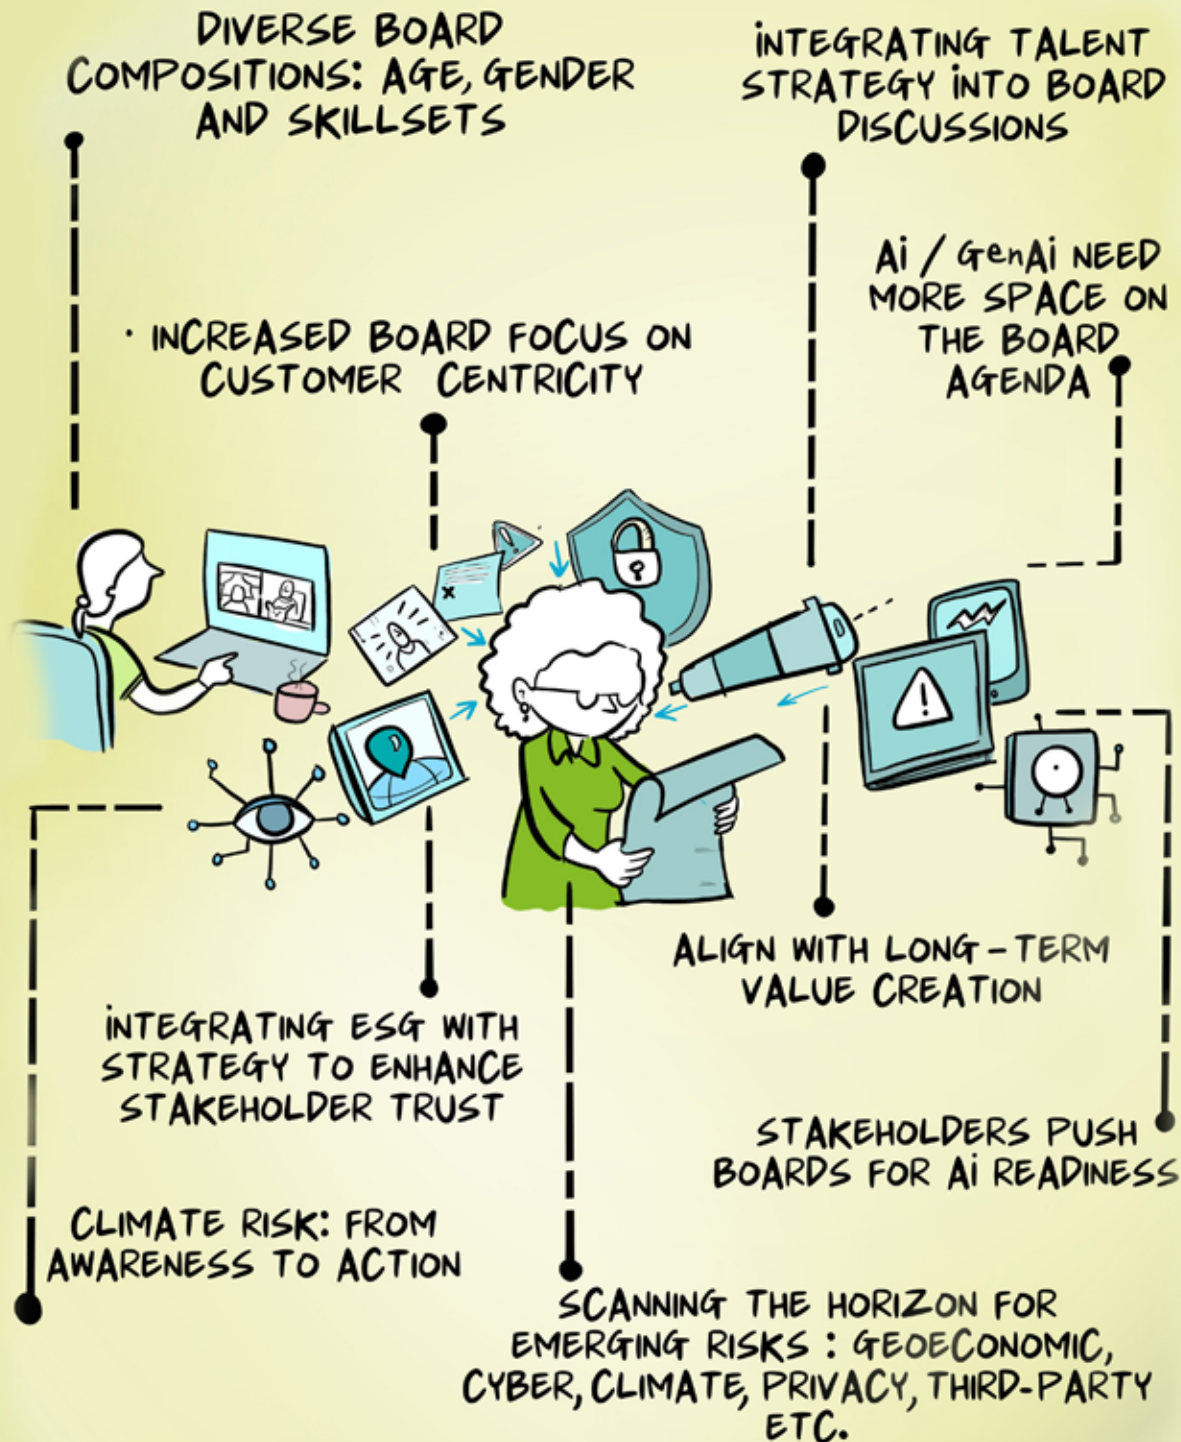 DIVERSE BOARD
COMPOSITIONS: AGE, GENDER
AND SKILLSETS
INTEGRATING TALENT
STRATEGY INTO BOARD
DISCUSSIONS
Ai / GenAi NEED
MORE SPACE ON
THE BOARD
AGENDA
· INCREASED BOARD FOCUS ON
CUSTOMER CENTRICITY
ALIGN WITH LONG-TERM
VALUE CREATION
INTEGRATING ESG WITH
STRATEGY TO ENHANCE
STAKEHOLDER TRUST
STAKEHOLDERS PUSH
BOARDS FOR Ai READINESS
CLIMATE RISK: FROM
AWARENESS TO ACTION
SCANNING THE HORIZON FOR
EMERGING RISKS : GEOECONOMIC,
CYBER, CLIMATE, PRIVACY, THIRD-PARTY
ETC.